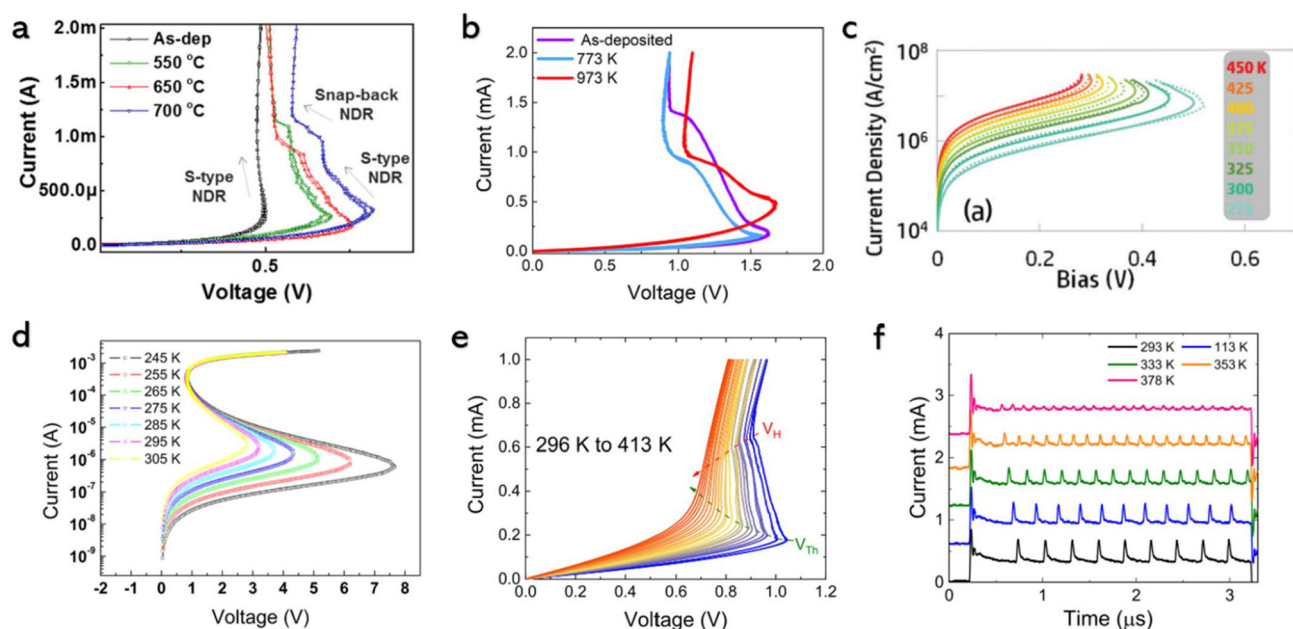 a
2.0m
1.5m
1.0m
500.0µ
0.0
Current (A)
As-dep
550 °C
650 °C
700 °C
Snap-back
NDR
S-type
NDR
S-type
NDR
0.5
Voltage (V)
b
2.0
1.5
1.0
0.5
0.0
Current (mA)
As-deposited
773 K
973 K
0.0
0.5
1.0
1.5
2.0
Voltage (V)
c
10⁸
10⁶
10⁴
Current Density (A/cm²)
450 K
425
400
375
350
325
300
275
(a)
0
0.2
0.4
0.6
Bias (V)
d
10⁻³
10⁻⁴
10⁻⁵
10⁻⁶
10⁻⁷
10⁻⁸
10⁻⁹
Current (A)
245 K
255 K
265 K
275 K
285 K
295 K
305 K
-2
-1
0
1
2
3
4
5
6
7
8
Voltage (V)
e
1.0
0.8
0.6
0.4
0.2
0.0
Current (mA)
296 K to 413 K
V_H
V_Th
0.0
0.2
0.4
0.6
0.8
1.0
1.2
Voltage (V)
f
4
3
2
1
0
Current (mA)
293 K
113 K
333 K
353 K
378 K
0
1
2
3
Time (µs)